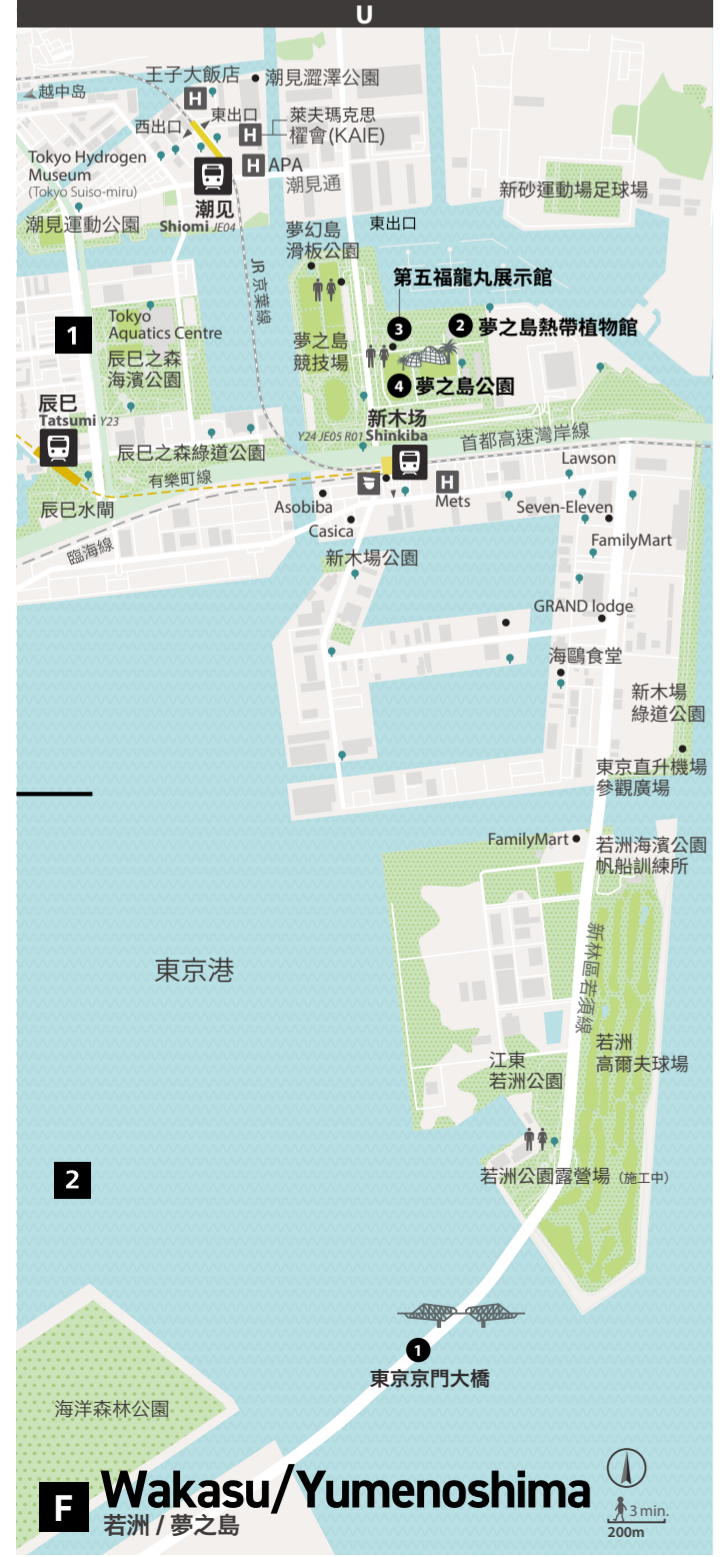 U
王子大飯店
潮見澀澤公園
越中島
H
東出口
萊夫瑪克思
西出口
H
櫂會(KAIE)
Tokyo Hydrogen
Museum
(Tokyo Suiso-miru)
H APA
潮見通
新砂運動場足球場
潮见
Shiomi JE04
潮見運動公園
夢幻島
滑板公園
東出口
JR 京葉線
第五福龍丸展示館
1
Tokyo
Aquatics Centre
辰巳之森
海濱公園
夢之島
競技場
3
2 夢之島熱帶植物館
4 夢之島公園
辰巳
Tatsumi Y23
新木场
Y24 JE05 R01 Shinkiba
首都高速灣岸線
辰巳之森綠道公園
有樂町線
Lawson
H
Mets
辰巳水閘
Asobiba
Seven-Eleven
Casica
FamilyMart
臨海線
新木場公園
GRAND lodge
海鷗食堂
新木場
綠道公園
東京直升機場
參觀廣場
FamilyMart
若洲海濱公園
帆船訓練所
新林區若須線
東京港
若洲
高爾夫球場
江東
若洲公園
2
若洲公園露營場（施工中）
1
東京京門大橋
海洋森林公園
F Wakasu/Yumenoshima
若洲 / 夢之島
3 min.
200m